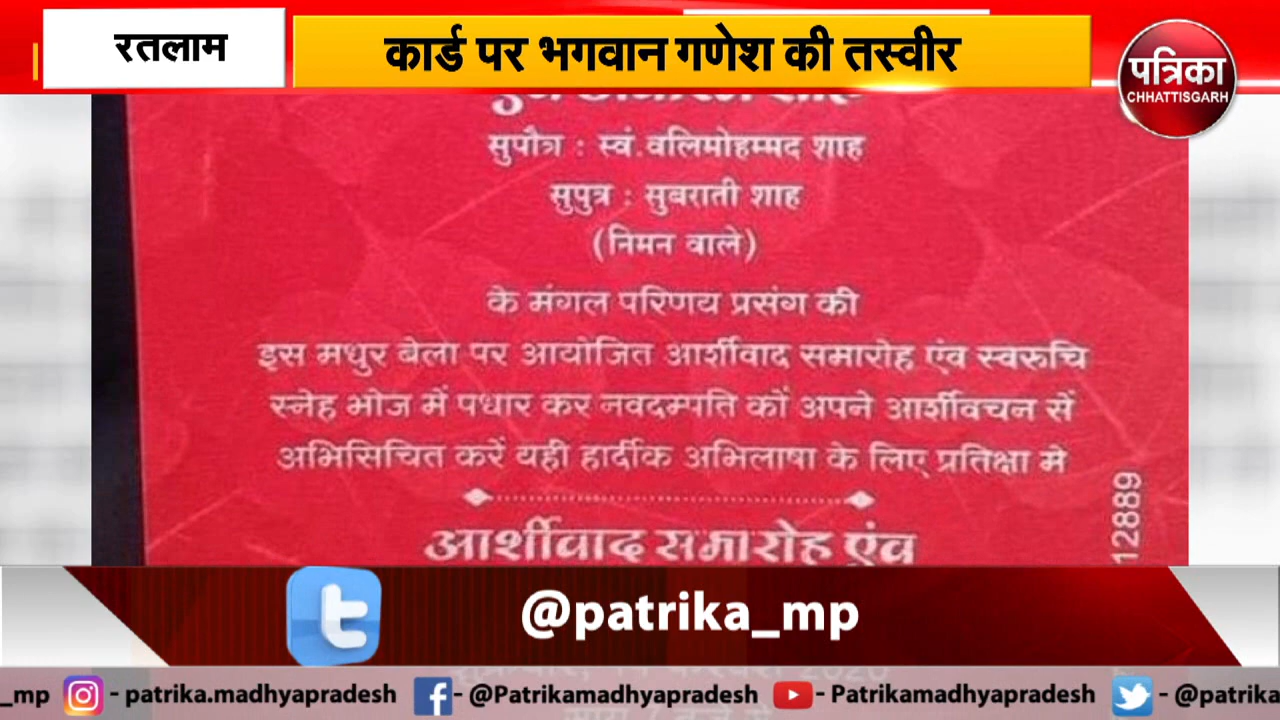 रतलाम
कार्ड पर भगवान गणेश की तस्वीर
पत्रिका
CHHATTISGARH
सुपौत्र : स्वं.वलिमोहम्मद शाह
सुपुत्र : सुबराती शाह
(निमन वाले)
के मंगल परिणय प्रसंग की
इस मधुर बेला पर आयोजित आर्शीवाद समारोह एंव स्वरुचि
स्नेह भोज में पधार कर नवदम्पति कों अपने आर्शीवचन सें
अभिसिचित करें यही हार्दीक अभिलाषा के लिए प्रतिक्षा मे
12889
आर्शीवाद समारोह एंव
@patrika_mp
_mp - patrika.madhyapradesh - @Patrikamadhyapradesh - Patrikamadhyapradesh - @patrika